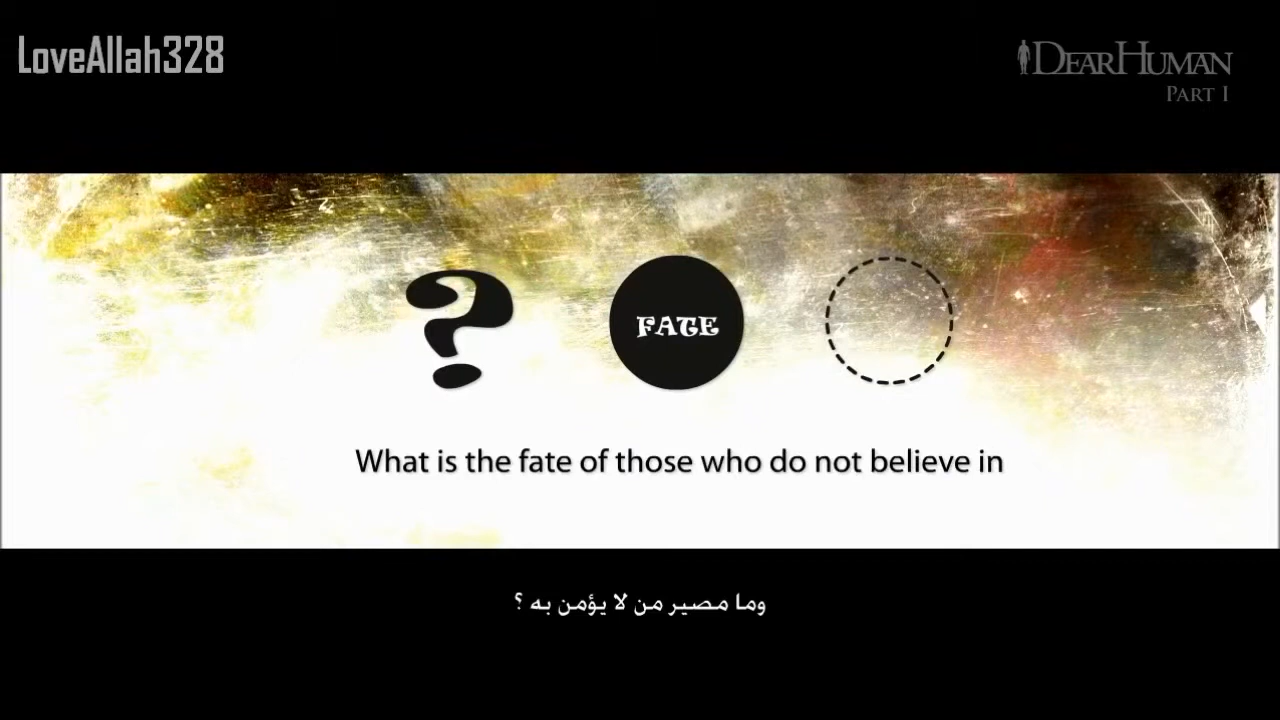 LoveAllah328
DEARHUMAN
PART I
FATE
What is the fate of those who do not believe in
وما مصير من لا يؤمن به ؟